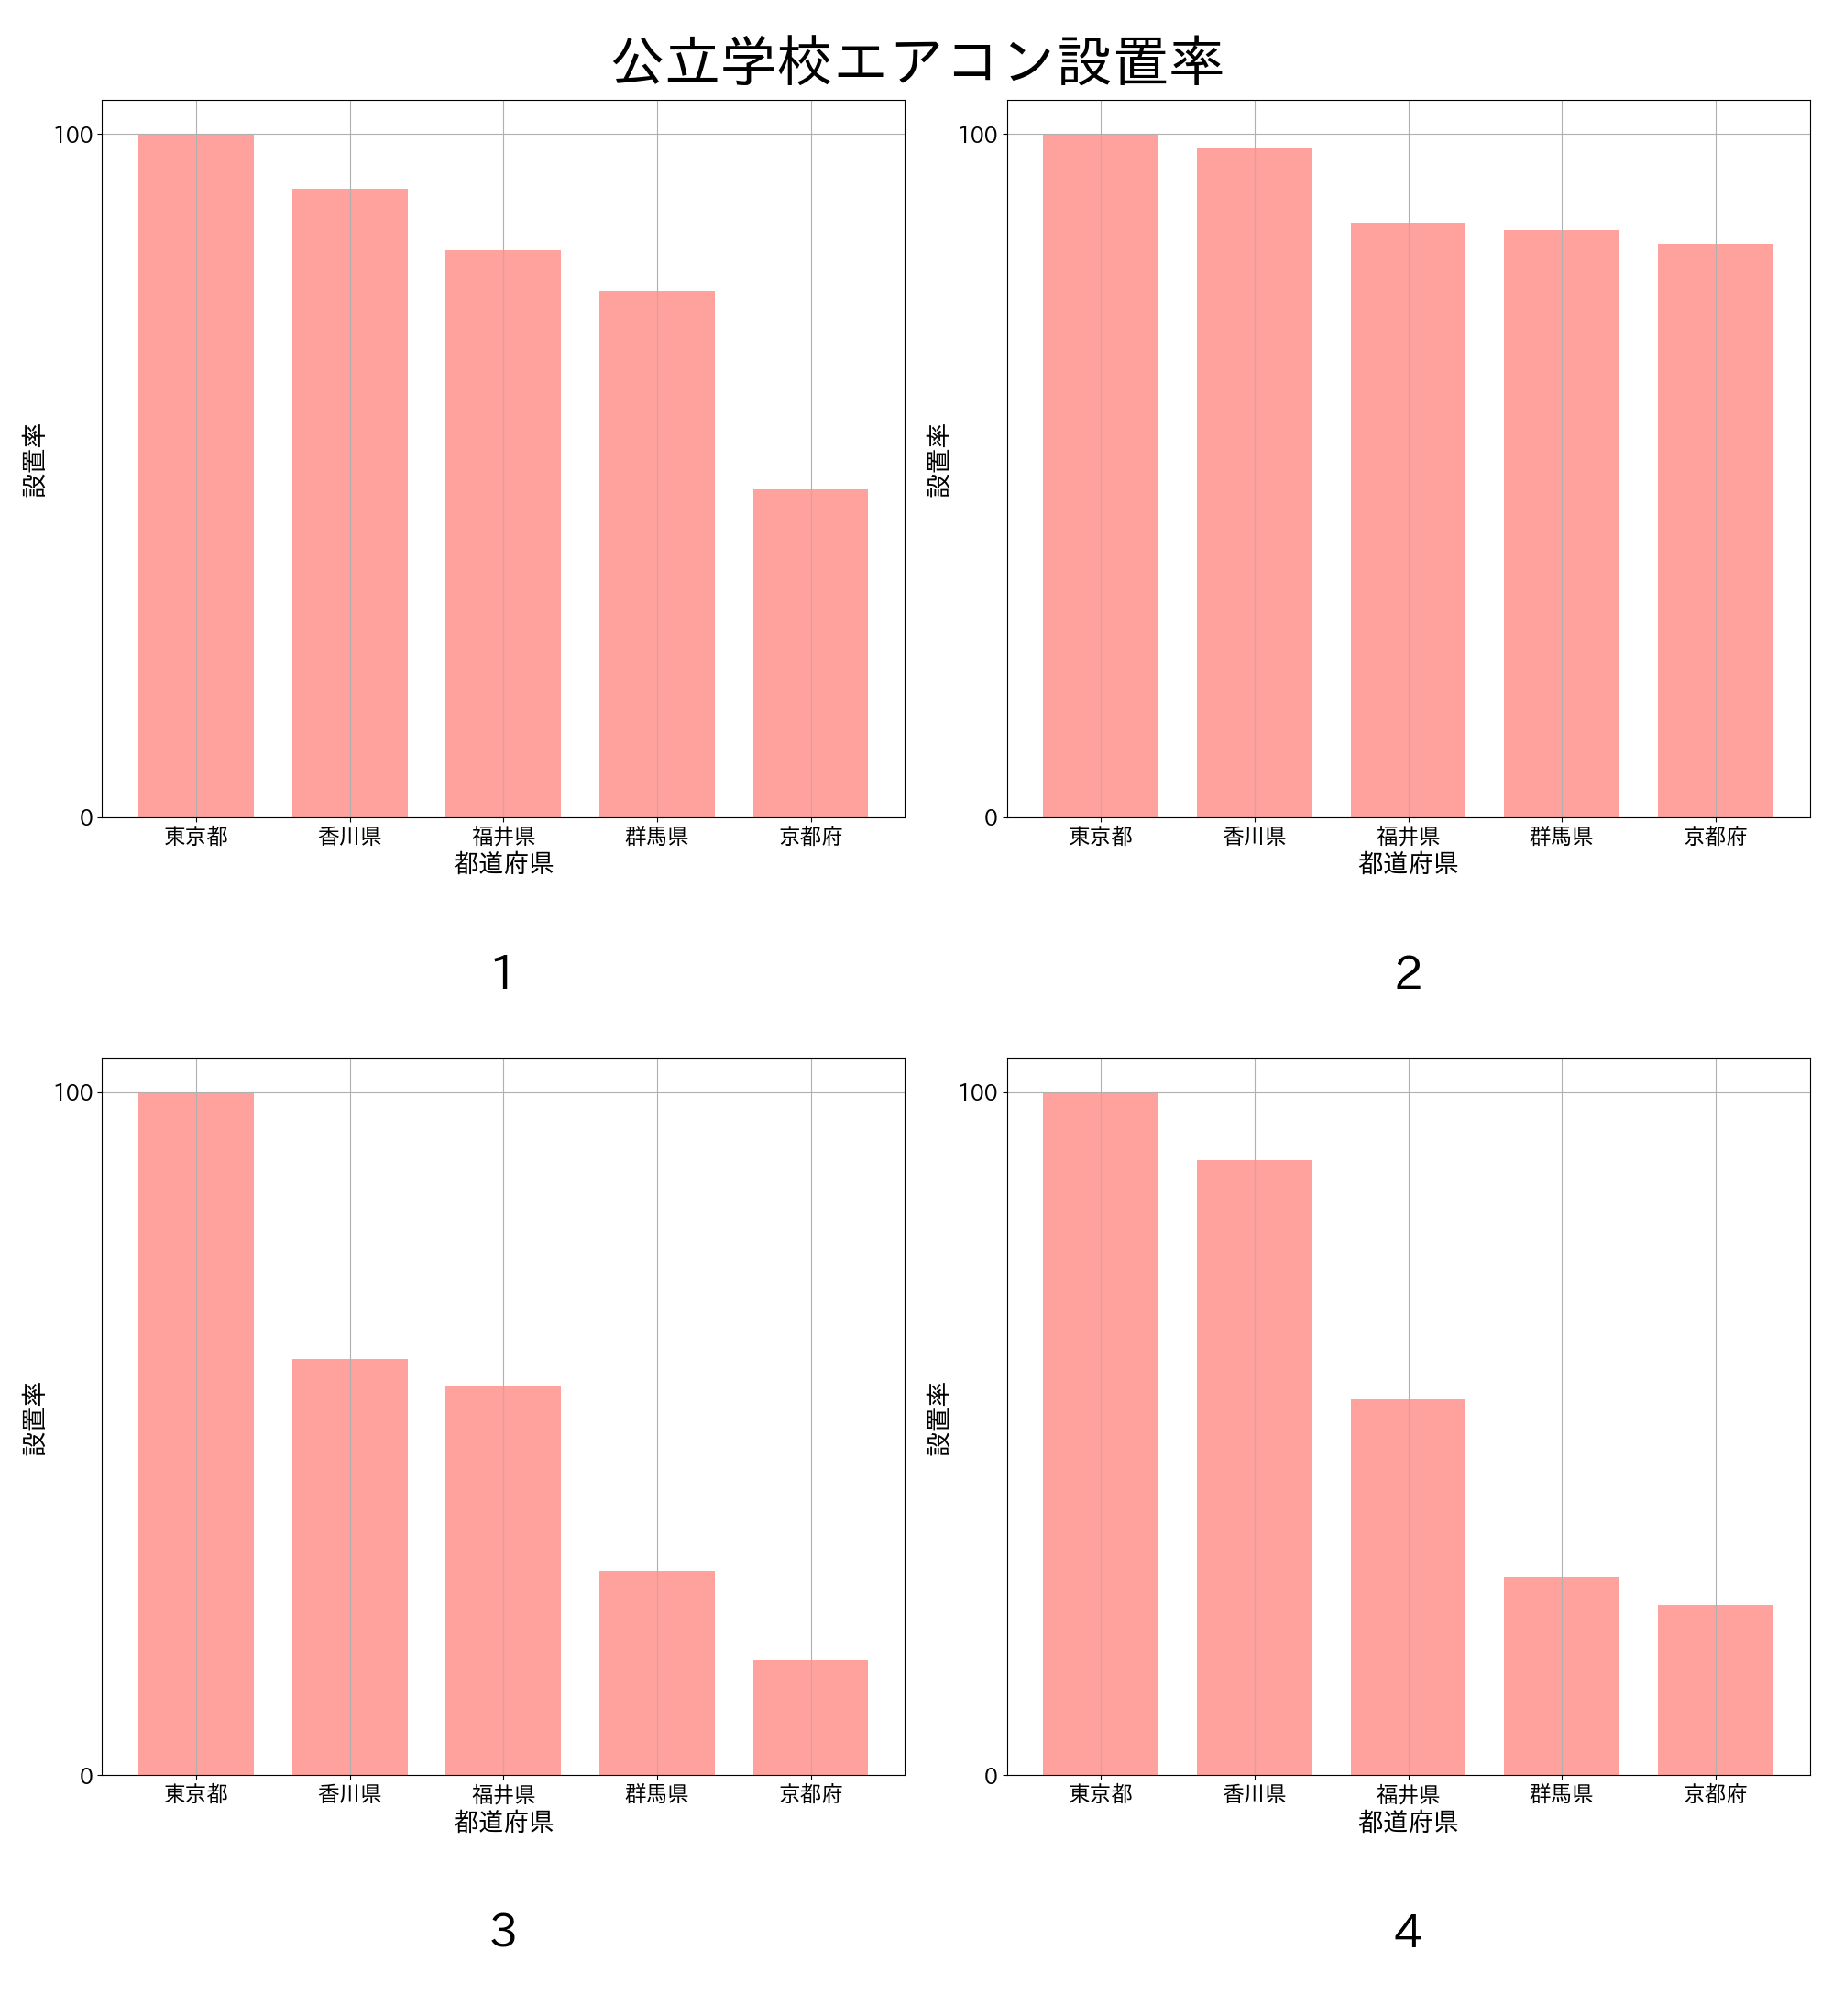 公立学校エアコン設置率
100
0
設置率
東京都 香川県 福井県 群馬県 京都府
都道府県
1
100
0
設置率
東京都 香川県 福井県 群馬県 京都府
都道府県
2
100
0
設置率
東京都 香川県 福井県 群馬県 京都府
都道府県
3
100
0
設置率
東京都 香川県 福井県 群馬県 京都府
都道府県
4